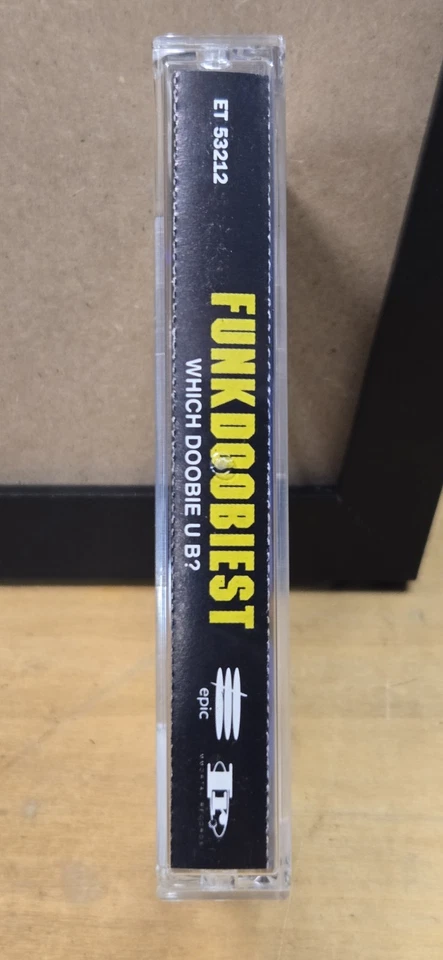 ET 53212
FUNKDOOBIEST
WHICH DOOBIE U B?
epic